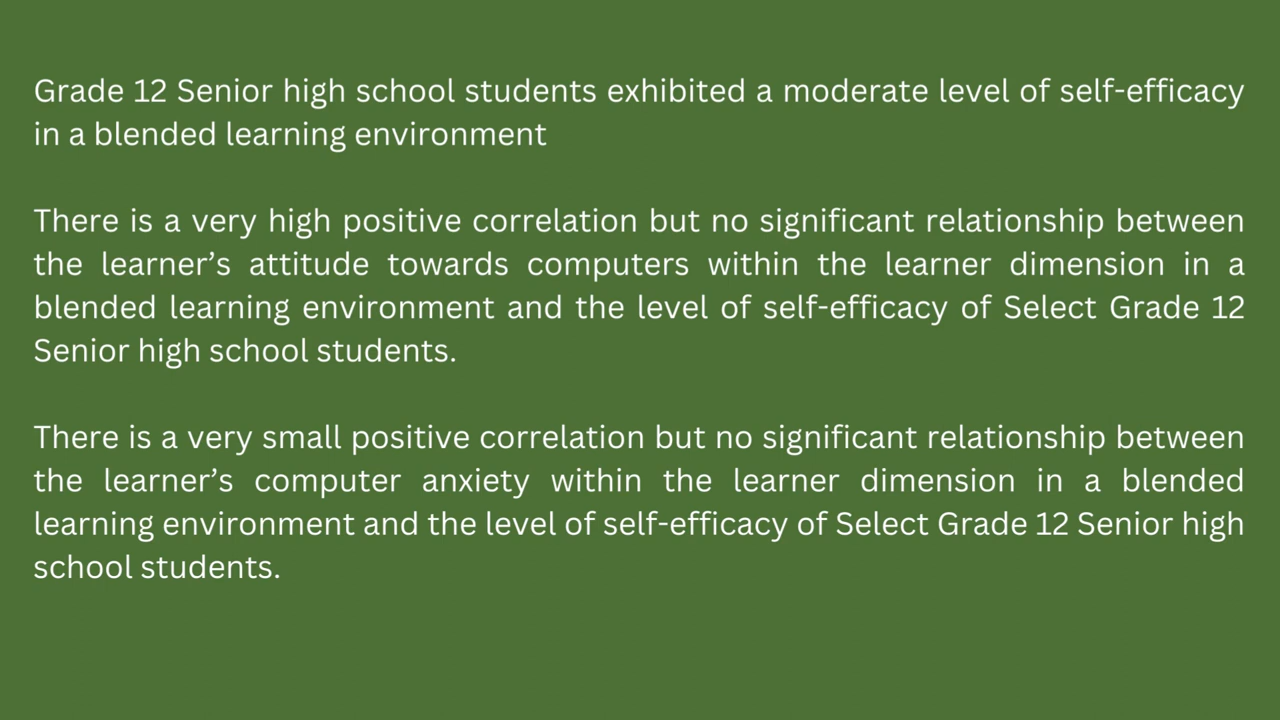 Grade 12 Senior high school students exhibited a moderate level of self-efficacy
in a blended learning environment
There is a very high positive correlation but no significant relationship between
the learner’s attitude towards computers within the learner dimension in a
blended learning environment and the level of self-efficacy of Select Grade 12
Senior high school students.
There is a very small positive correlation but no significant relationship between
the learner’s computer anxiety within the learner dimension in a blended
learning environment and the level of self-efficacy of Select Grade 12 Senior high
school students.